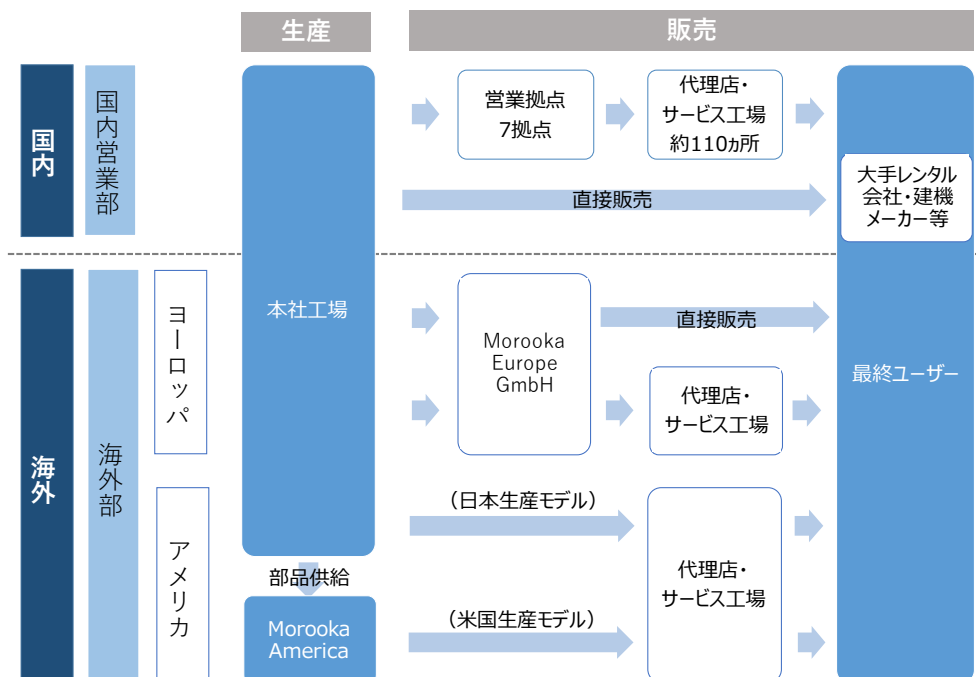 生産
販売
国内
国内営業部
営業拠点
7拠点
代理店・
サービス工場
約110ヵ所
直接販売
大手レンタル
会社・建機
メーカー等
海外
海外部
ヨーロッパ
本社工場
Morooka
Europe
GmbH
直接販売
代理店・
サービス工場
最終ユーザー
アメリカ
（日本生産モデル）
部品供給
代理店・
サービス工場
Morooka
America
（米国生産モデル）